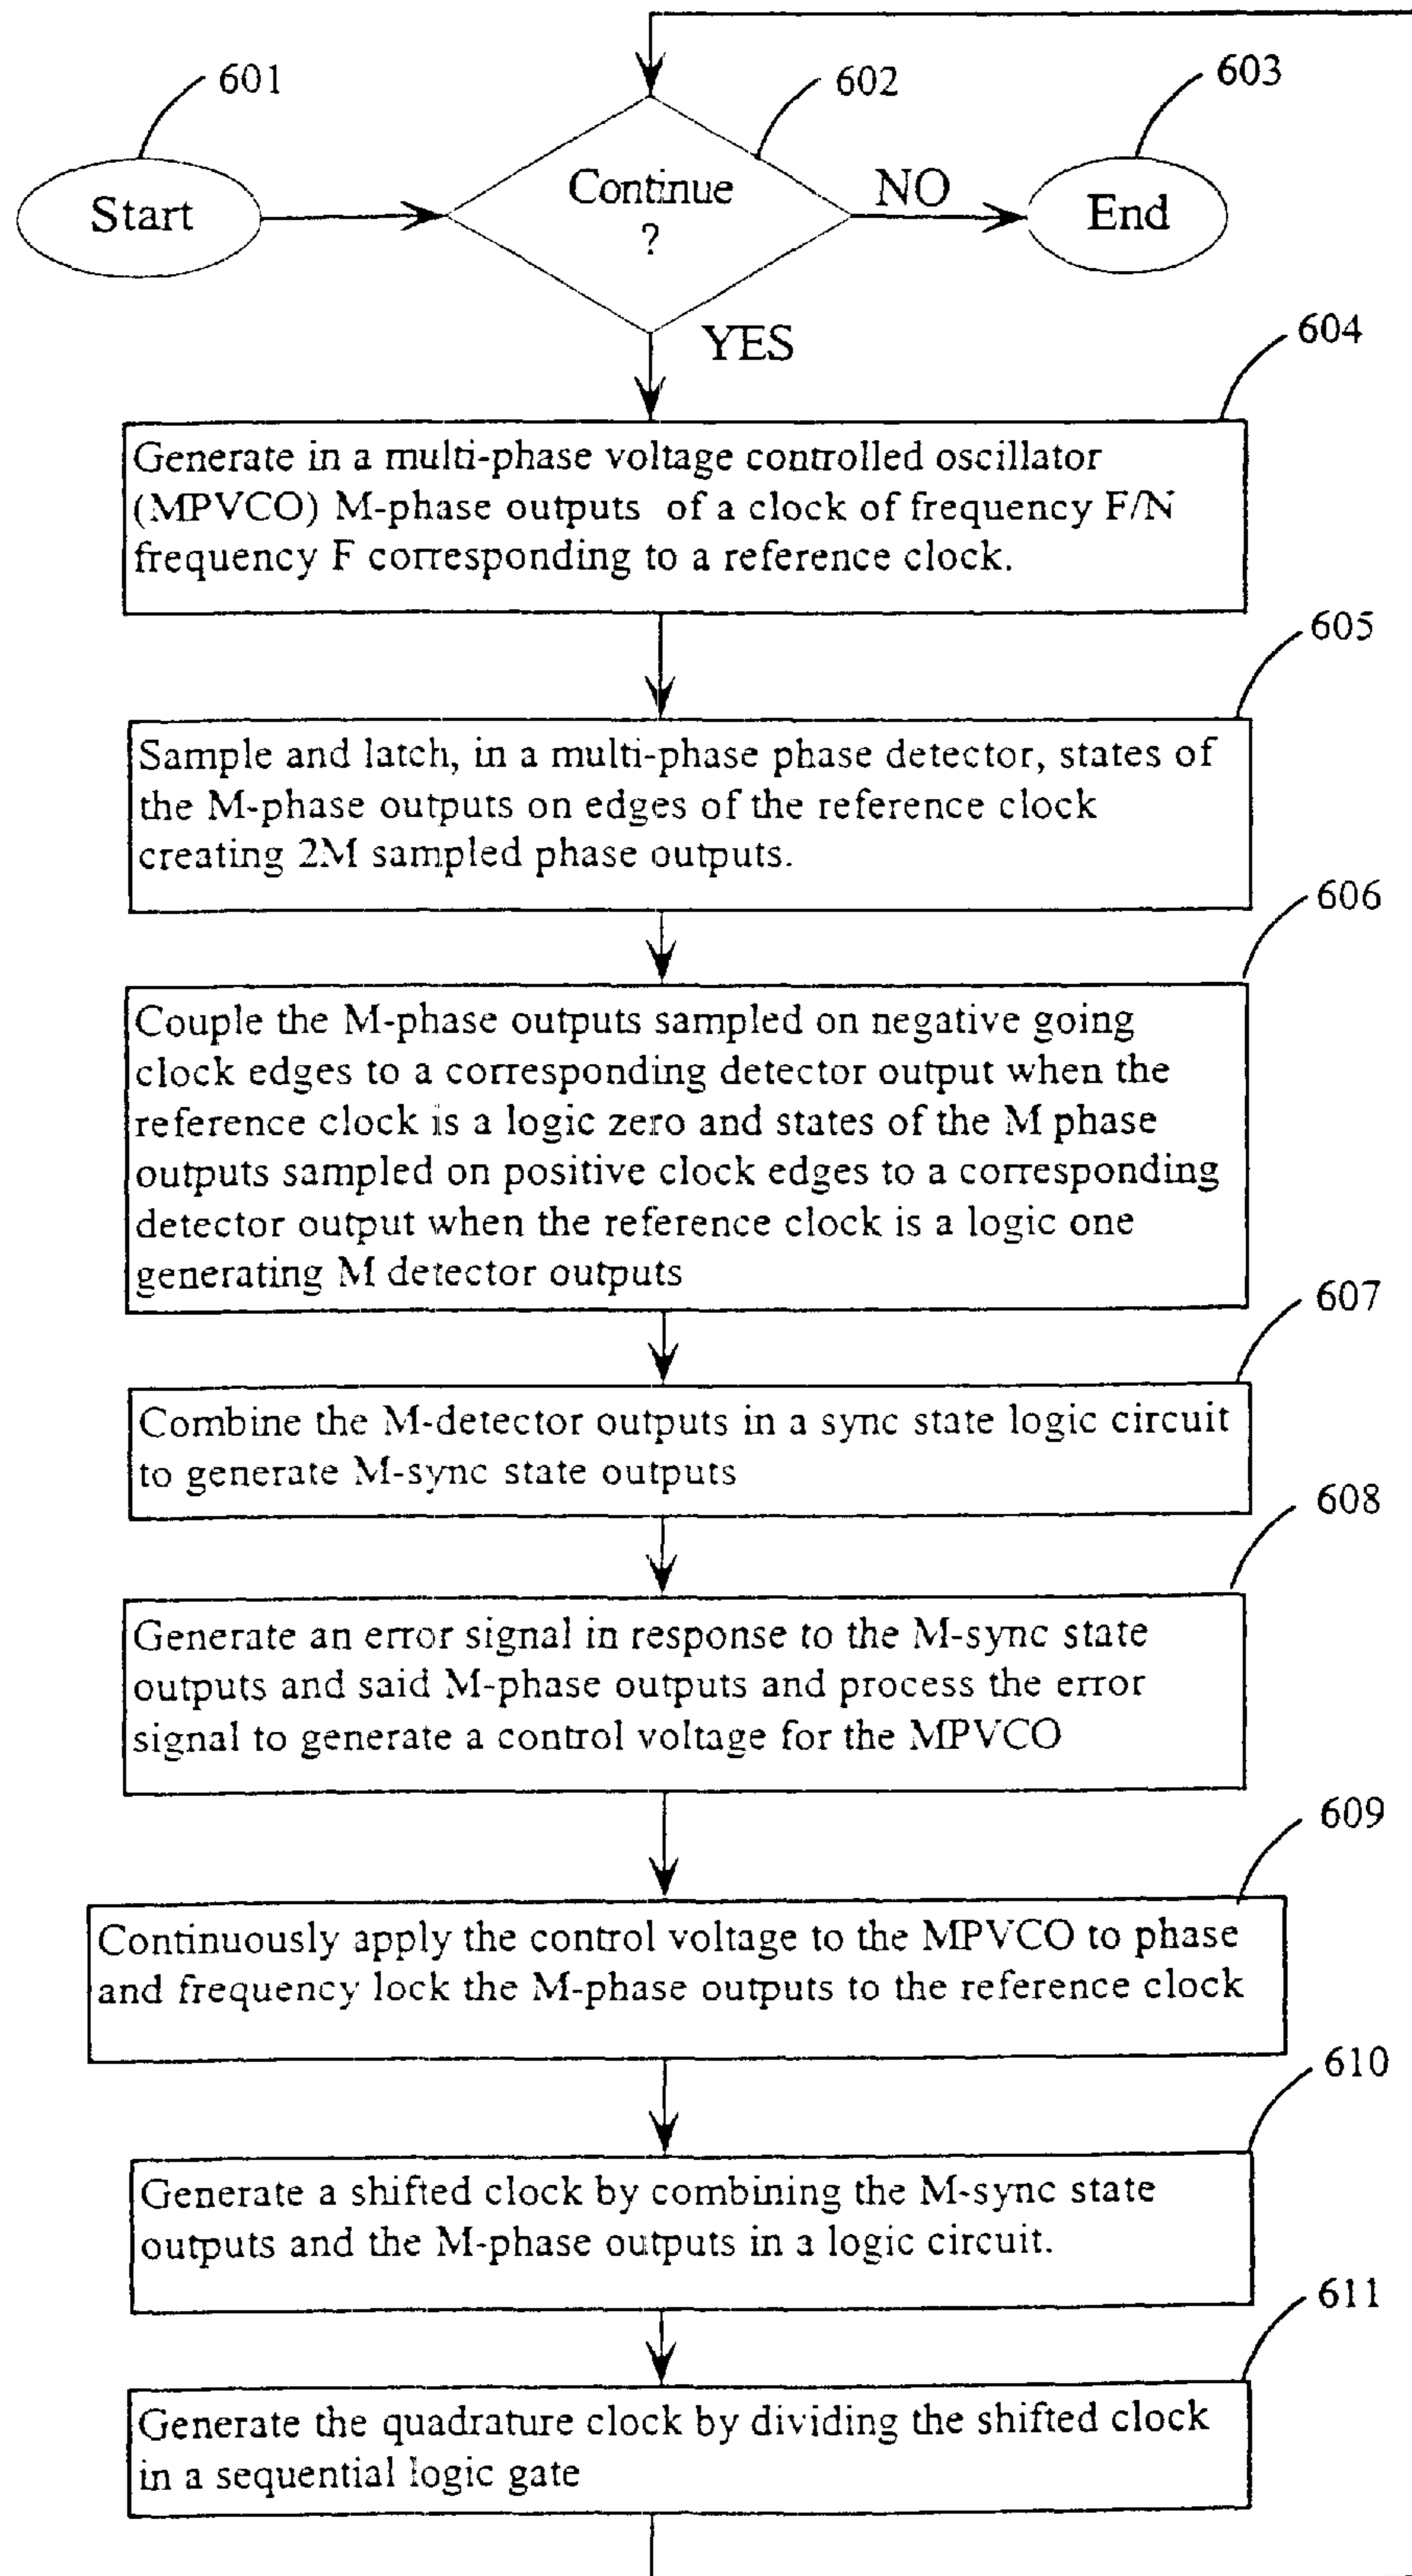 601
602
603
Start
Continue
?
NO
End
YES
604
Generate in a multi-phase voltage controlled oscillator
(MPVCO) M-phase outputs of a clock of frequency F/N
frequency F corresponding to a reference clock.
605
Sample and latch, in a multi-phase phase detector, states of
the M-phase outputs on edges of the reference clock
creating 2M sampled phase outputs.
606
Couple the M-phase outputs sampled on negative going
clock edges to a corresponding detector output when the
reference clock is a logic zero and states of the M phase
outputs sampled on positive clock edges to a corresponding
detector output when the reference clock is a logic one
generating M detector outputs
607
Combine the M-detector outputs in a sync state logic circuit
to generate M-sync state outputs
608
Generate an error signal in response to the M-sync state
outputs and said M-phase outputs and process the error
signal to generate a control voltage for the MPVCO
609
Continuously apply the control voltage to the MPVCO to phase
and frequency lock the M-phase outputs to the reference clock
610
Generate a shifted clock by combining the M-sync state
outputs and the M-phase outputs in a logic circuit.
611
Generate the quadrature clock by dividing the shifted clock
in a sequential logic gate